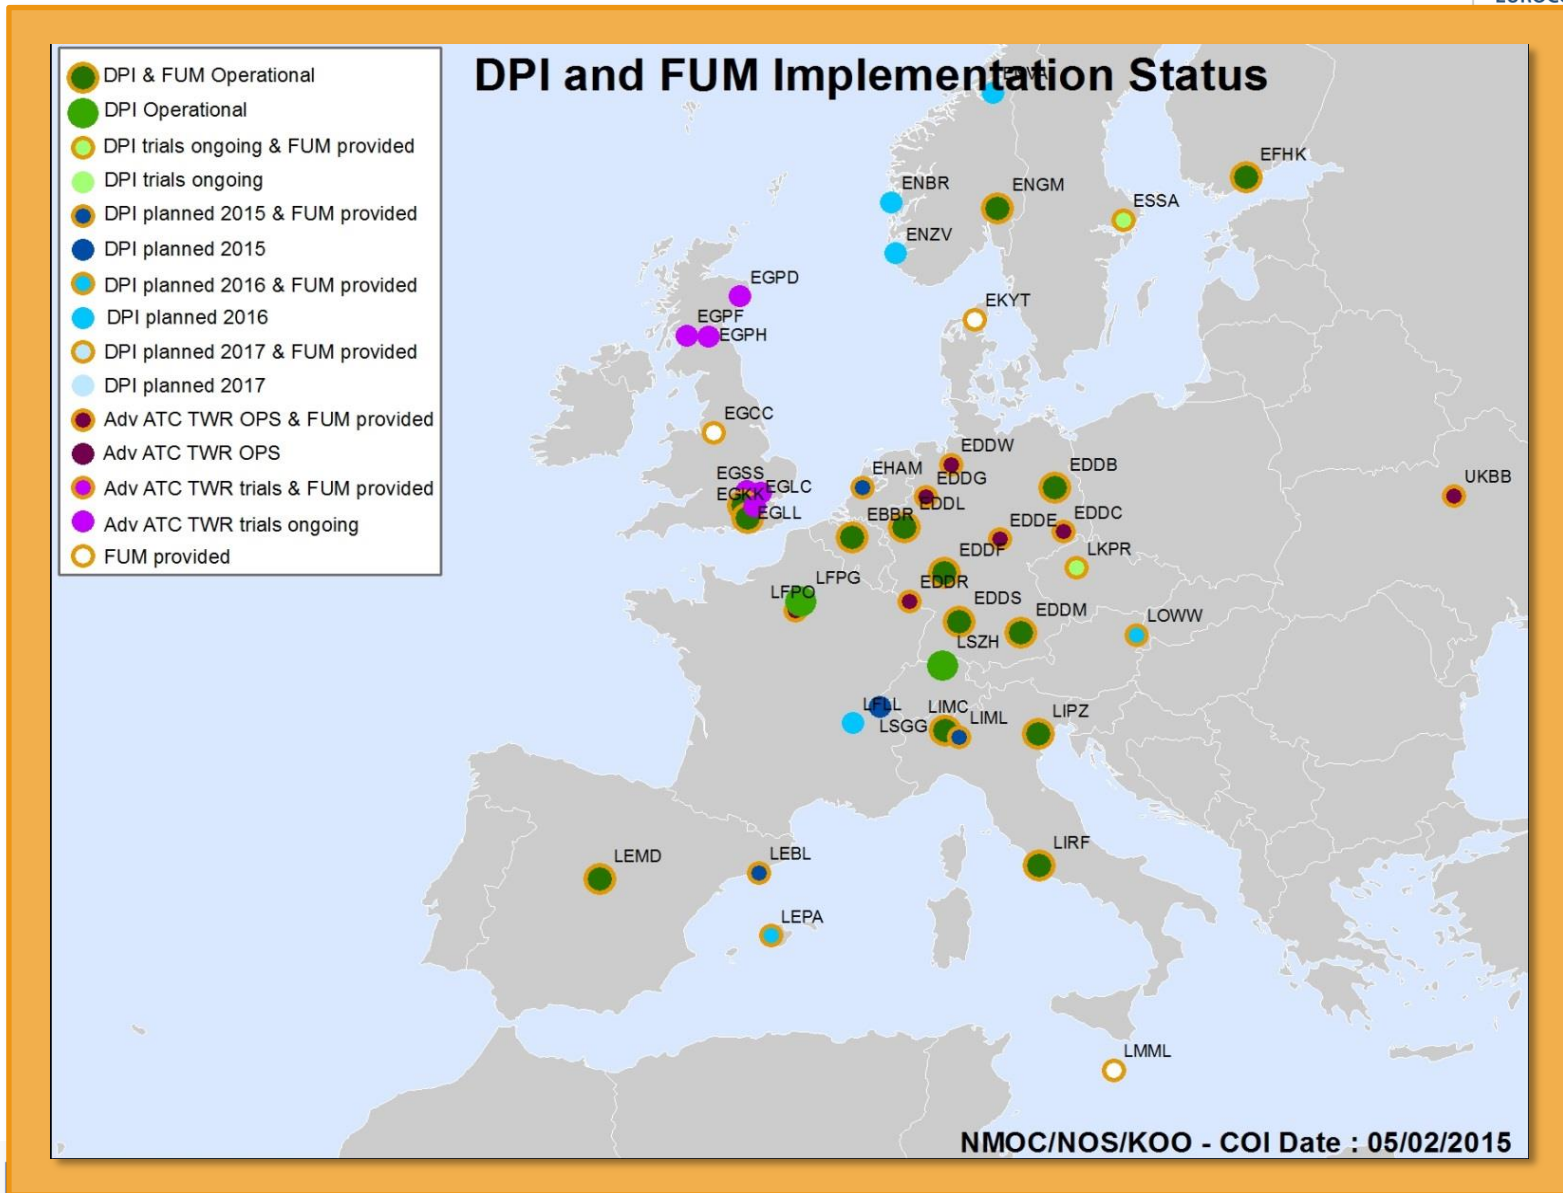 DPI and FUM Implementation Status
DPI & FUM Operational
DPI Operational
DPI trials ongoing & FUM provided
DPI trials ongoing
DPI planned 2015 & FUM provided
DPI planned 2015
DPI planned 2016 & FUM provided
DPI planned 2016
DPI planned 2017 & FUM provided
DPI planned 2017
Adv ATC TWR OPS & FUM provided
Adv ATC TWR OPS
Adv ATC TWR trials & FUM provided
Adv ATC TWR trials ongoing
FUM provided
EFHK
ENBR
ENGM
ESSA
ENZV
EGPD
EKYT
EGPF
EGPH
EGCC
EDDW
EGSS
EHAM
EDDG
EDDB
UKBB
EGLC
EGKK
EDDL
EGLL
EBBR
EDDE
EDDC
EDDF
LKPR
LFPG
EDDR
LFPO
EDDS
EDDM
LOWW
LSZH
LFLL
LIMC
LIML
LIPZ
LSGG
LEMD
LEBL
LIRF
LEPA
LMML
NMOC/NOS/KOO - COI Date : 05/02/2015